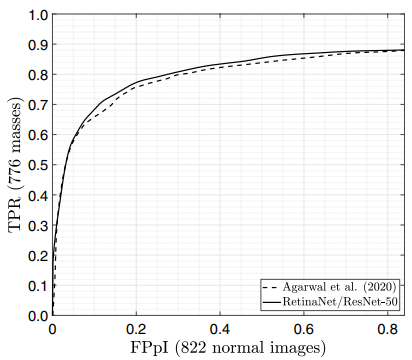 1.0
0.9
0.8
0.7
0.6
0.5
0.4
0.3
0.2
0.1
0.0
TPR (776 masses)
Agarwal et al. (2020)
RetinaNet/ResNet-50
0 0.2 0.4 0.6 0.8
FPpI (822 normal images)